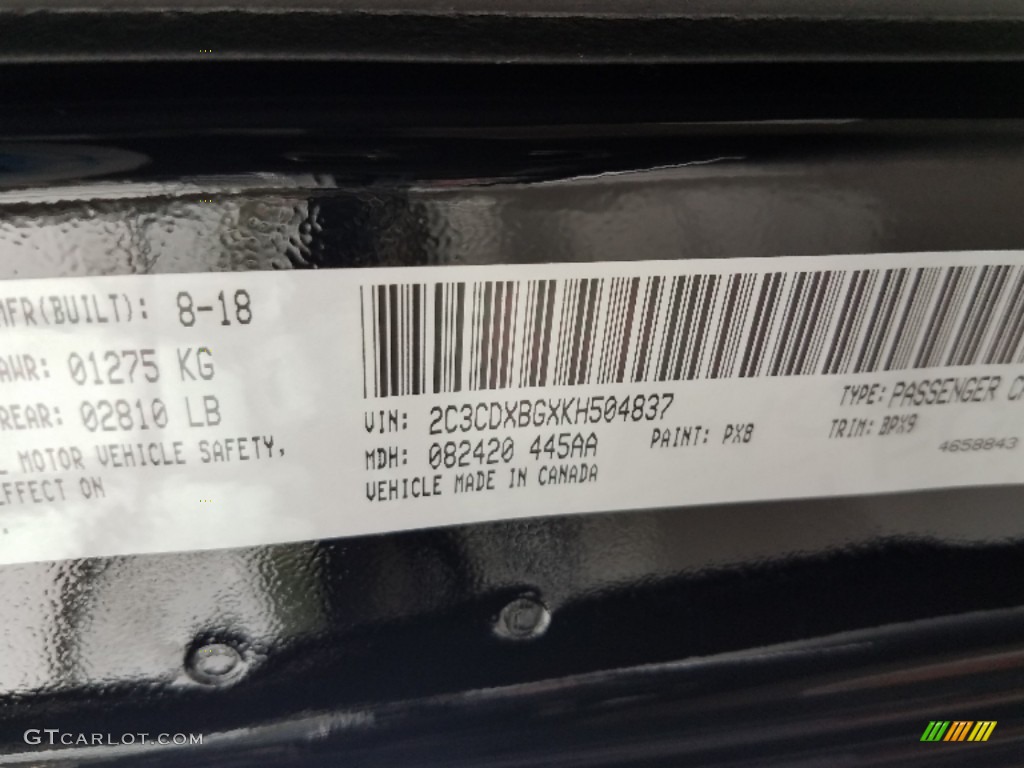 MFR(BUILT): 8-18
AWR: 01275 KG
REAR: 02810 LB
MOTOR VEHICLE SAFETY,
EFFECT ON
VIN: 2C3CDXBGXKH504837
TYPE: PASSENGER
MDH: 082420 445AA
PAINT: PX8
TRIM: BPX9
VEHICLE MADE IN CANADA
4658843
GTCARLOT.COM